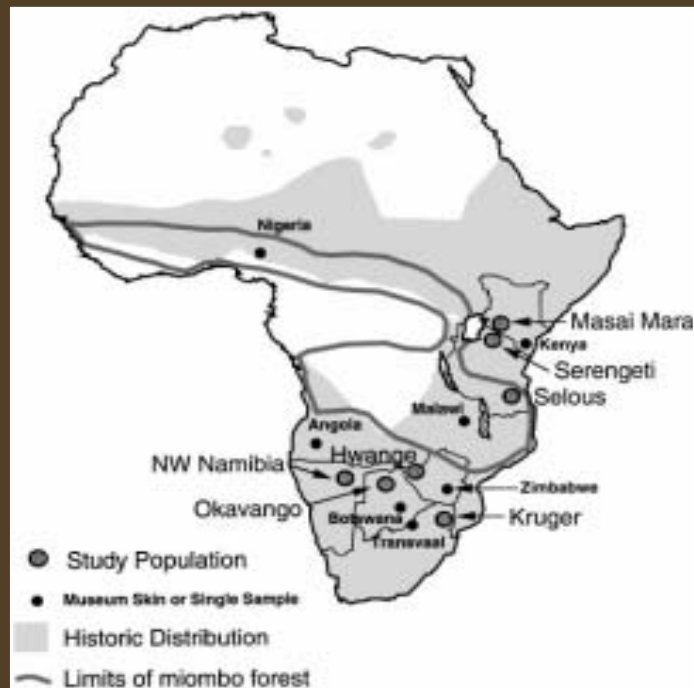 Nigeria
Masai Mara
Kenya
Serengeti
Selous
Malawi
Angola
Hwange
NW Namibia
Zimbabwe
Okavango
Botswana
Kruger
Transvaal
Study Population
Museum Skin or Single Sample
Historic Distribution
Limits of miombo forest